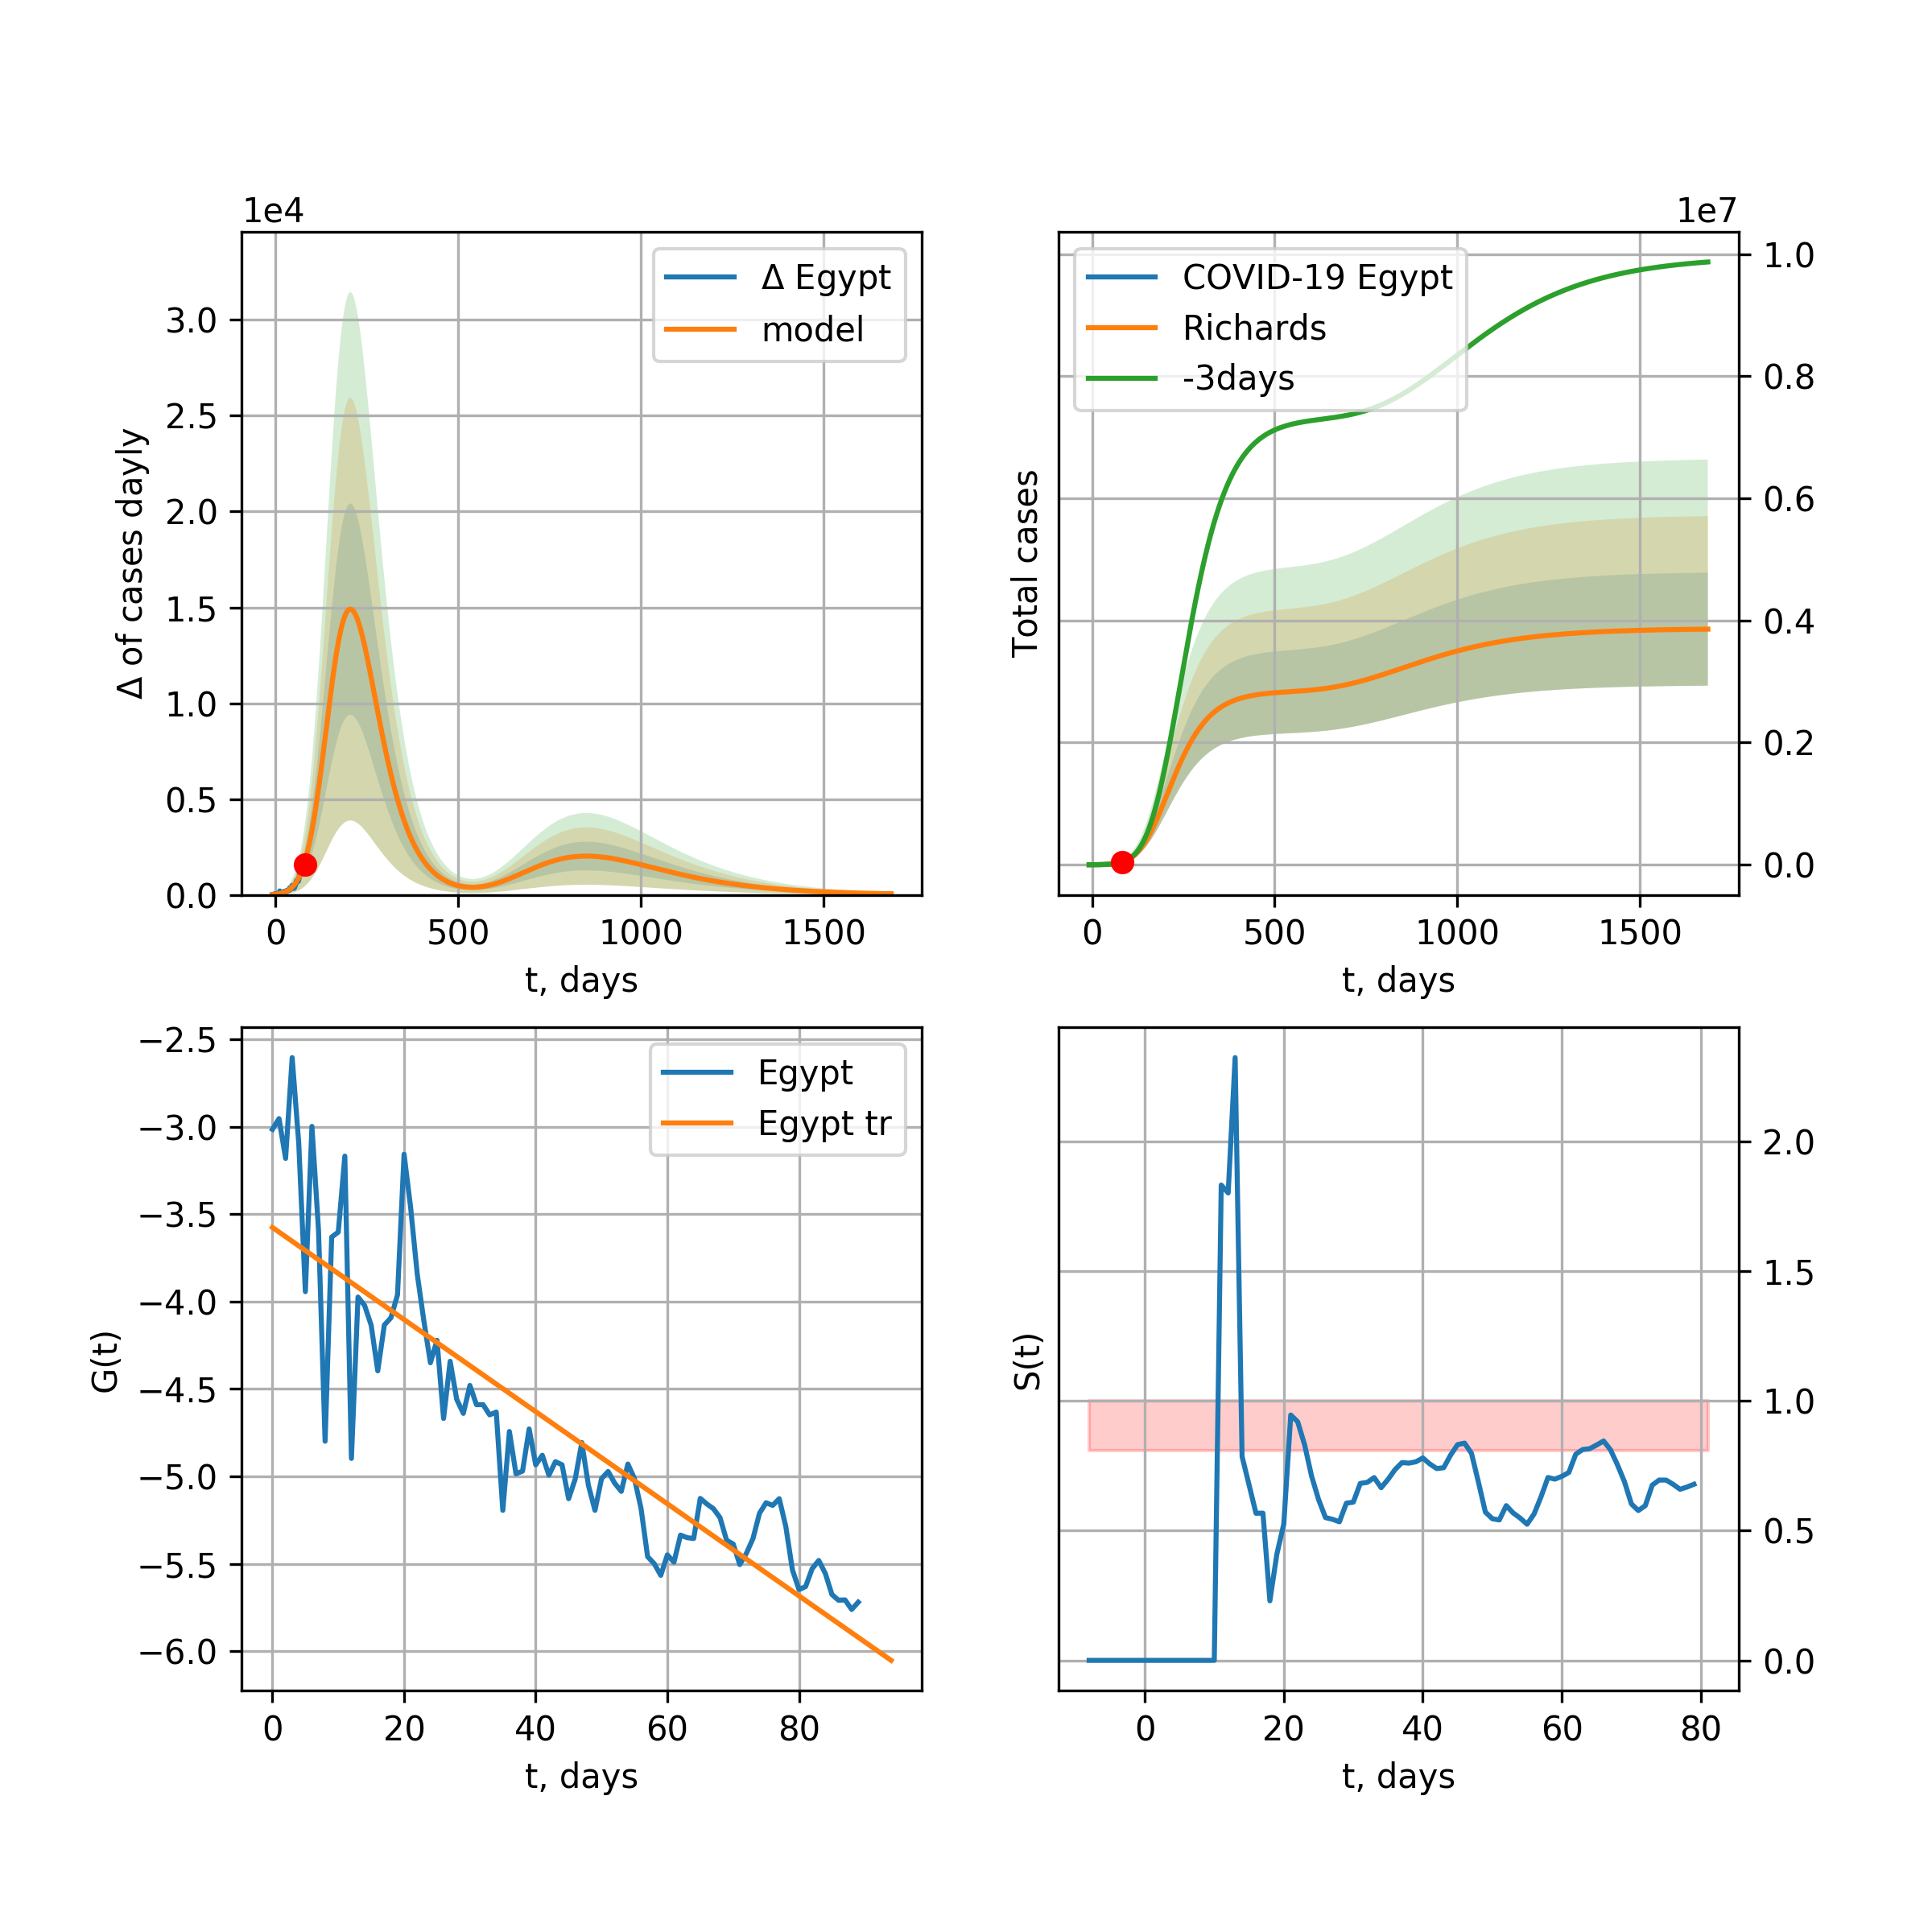 1e4
Δ of cases dayly
3.0
2.5
2.0
1.5
1.0
0.5
0.0
0 500 1000 1500
t, days
Δ Egypt
model
1e7
Total cases
1.0
0.8
0.6
0.4
0.2
0.0
0 500 1000 1500
t, days
COVID-19 Egypt
Richards
-3days
G(t)
−2.5
−3.0
−3.5
−4.0
−4.5
−5.0
−5.5
−6.0
0 20 40 60 80
t, days
Egypt
Egypt tr
S(t)
2.0
1.5
1.0
0.5
0.0
0 20 40 60 80
t, days